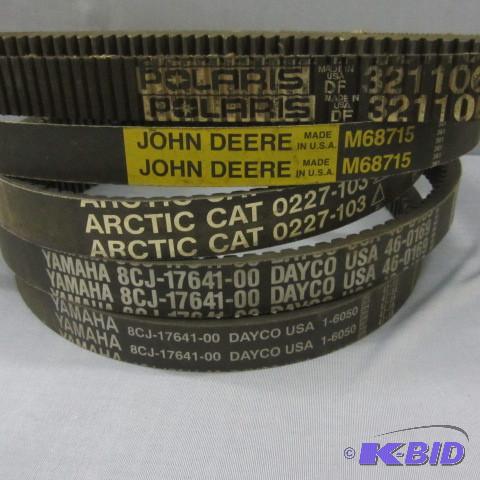 POLARIS MADE IN USA DF 321106
POLARIS MADE IN USA DF
JOHN DEERE MADE IN U.S.A. M68715
JOHN DEERE MADE IN U.S.A. M68715
ARCTIC CAT 0227-103
ARCTIC CAT 0227-103
YAMAHA 8CJ-17641-00 DAYCO USA 46-0169
YAMAHA 8CJ-17641-00 DAYCO USA 46-0169
YAMAHA
YAMAHA 8CJ-17641-00 DAYCO USA 1-6050
YAMAHA 8CJ-17641-00 DAYCO USA 1-6050
YAMAHA
© K-BID